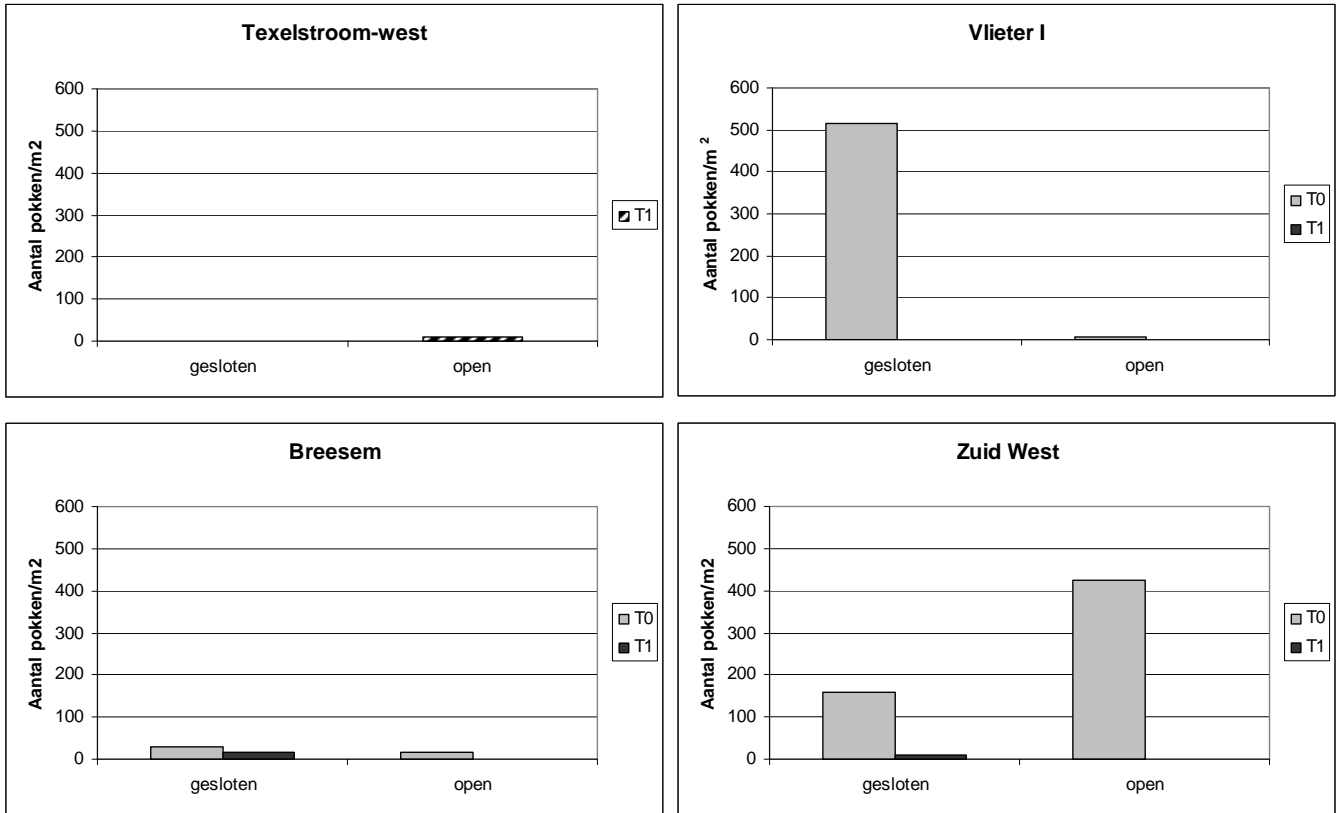 Texelstroom-west
Aantal pokken/m2
600
500
400
300
200
100
0
gesloten open
T1
Vlieter I
Aantal pokken/m 2
600
500
400
300
200
100
0
gesloten open
T0
T1
Breesem
Aantal pokken/m2
600
500
400
300
200
100
0
gesloten open
T0
T1
Zuid West
Aantal pokken/m2
600
500
400
300
200
100
0
gesloten open
T0
T1